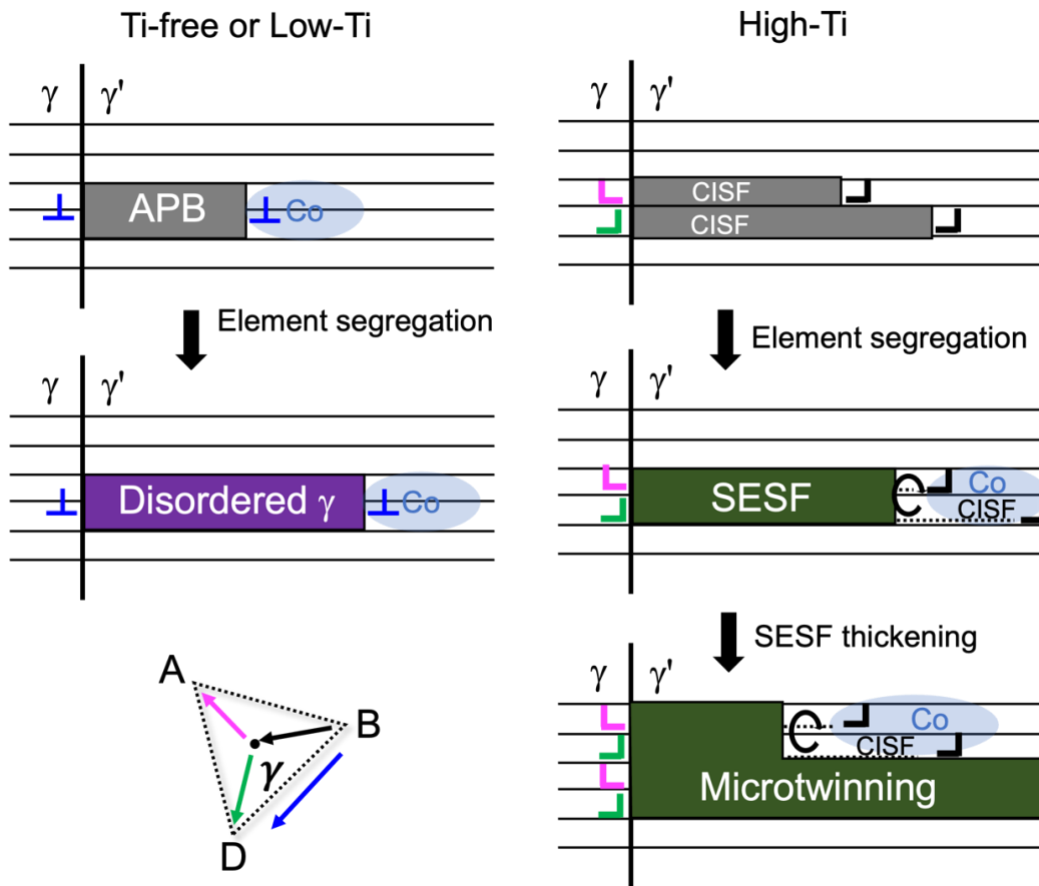 Ti-free or Low-Ti
γ γ'
APB
Co
Element segregation
γ γ'
Disordered γ
Co
A
B
γ
D
High-Ti
γ γ'
CISF
CISF
Element segregation
γ γ'
SESF
C
Co
CISF
SESF thickening
γ γ'
C
Co
CISF
Microtwinning